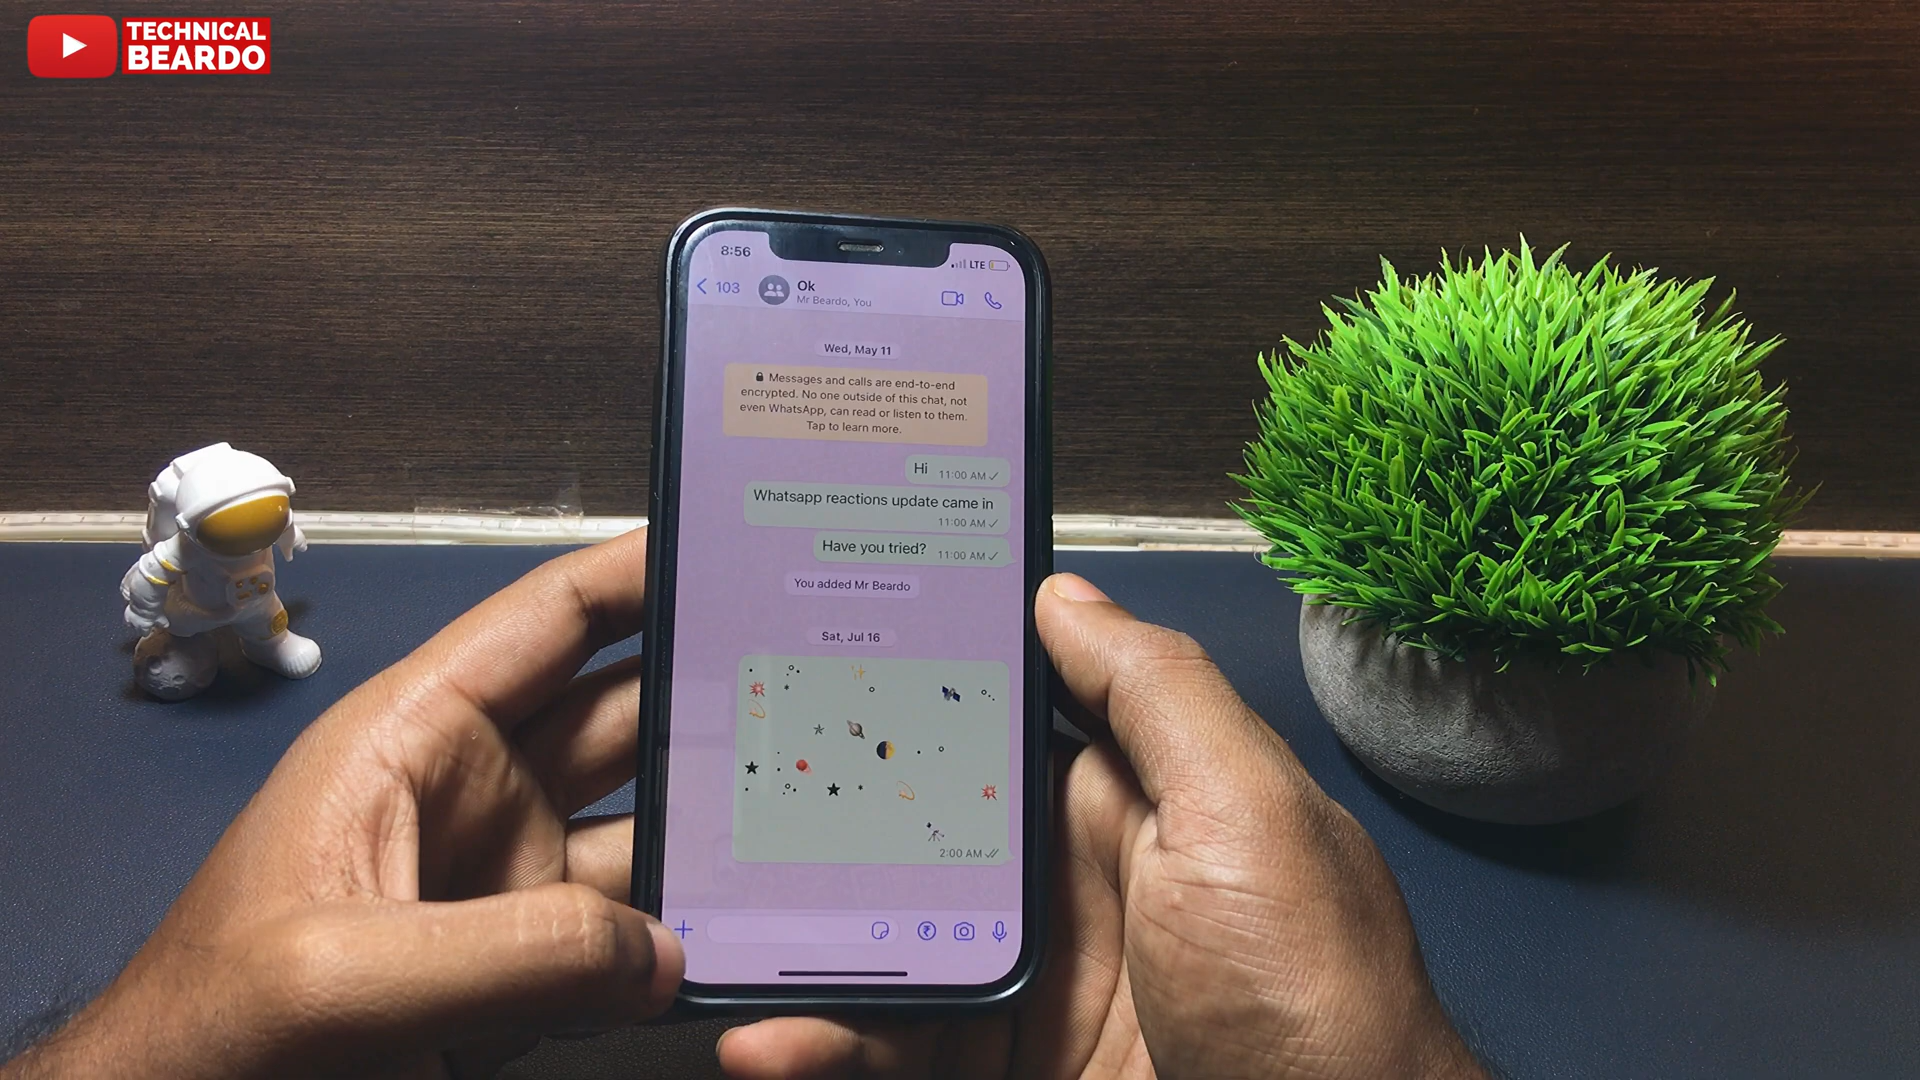 TECHNICAL
BEARDO
8:56
LTE
103
Ok
Mr Beardo, You
Wed, May 11
Messages and calls are end-to-end
encrypted. No one outside of this chat, not
even WhatsApp, can read or listen to them.
Tap to learn more.
Hi 11:00 AM
Whatsapp reactions update came in
11:00 AM
Have you tried? 11:00 AM
You added Mr Beardo
Sat, Jul 16
2:00 AM